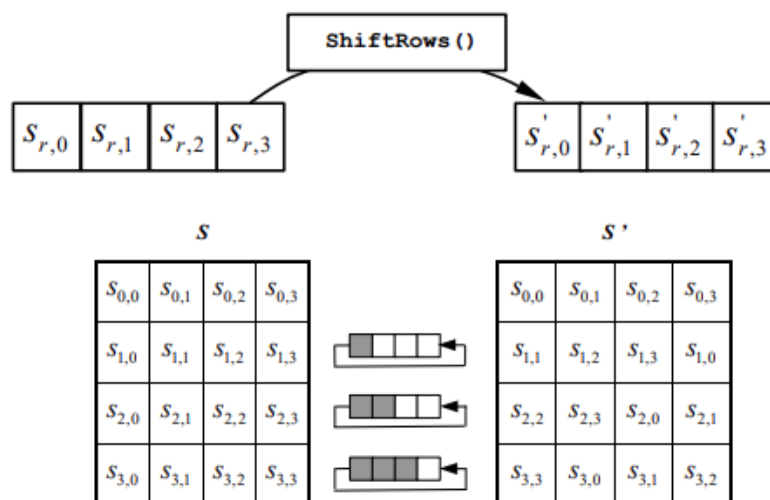 ShiftRows()
S_{r,0} S_{r,1} S_{r,2} S_{r,3} S'_{r,0} S'_{r,1} S'_{r,2} S'_{r,3}
S S'
S_{0,0} S_{0,1} S_{0,2} S_{0,3} S_{0,0} S_{0,1} S_{0,2} S_{0,3}
S_{1,0} S_{1,1} S_{1,2} S_{1,3} S_{1,1} S_{1,2} S_{1,3} S_{1,0}
S_{2,0} S_{2,1} S_{2,2} S_{2,3} S_{2,2} S_{2,3} S_{2,0} S_{2,1}
S_{3,0} S_{3,1} S_{3,2} S_{3,3} S_{3,3} S_{3,0} S_{3,1} S_{3,2}